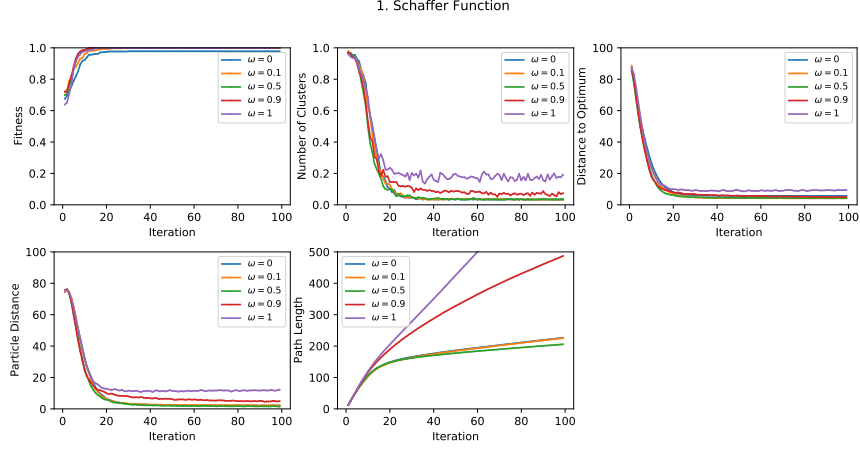 1. Schaffer Function
Fitness
1.0
0.8
0.6
0.4
0.2
0.0
0 20 40 60 80 100
Iteration
ω = 0
ω = 0.1
ω = 0.5
ω = 0.9
ω = 1
Number of Clusters
1.0
0.8
0.6
0.4
0.2
0.0
0 20 40 60 80 100
Iteration
ω = 0
ω = 0.1
ω = 0.5
ω = 0.9
ω = 1
Distance to Optimum
100
80
60
40
20
0
0 20 40 60 80 100
Iteration
ω = 0
ω = 0.1
ω = 0.5
ω = 0.9
ω = 1
Particle Distance
100
80
60
40
20
0
0 20 40 60 80 100
Iteration
ω = 0
ω = 0.1
ω = 0.5
ω = 0.9
ω = 1
Path Length
500
400
300
200
100
0
0 20 40 60 80 100
Iteration
ω = 0
ω = 0.1
ω = 0.5
ω = 0.9
ω = 1